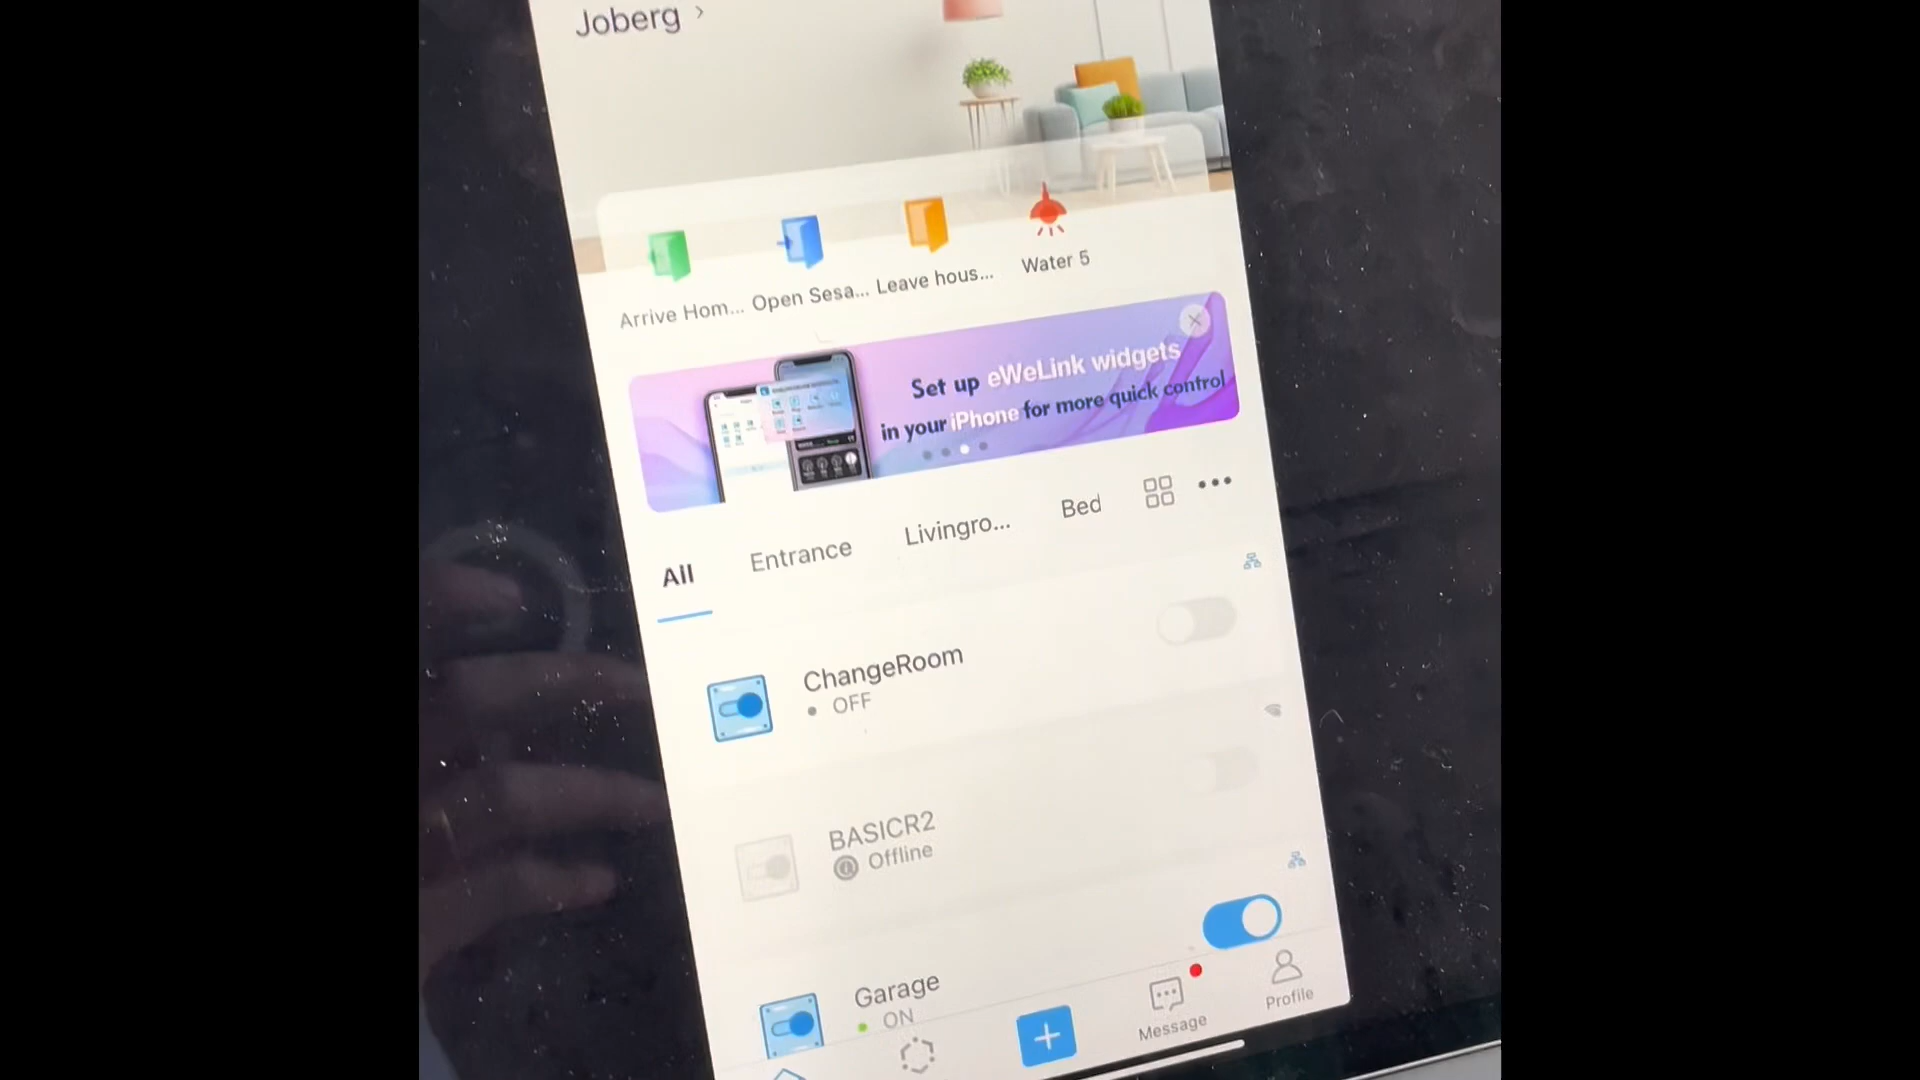 Joberg >
Arrive Hom...
Open Sesa...
Leave hous...
Water 5
Set up eWeLink widgets
in your iPhone for more quick control
All
Entrance
Livingro...
Bed
ChangeRoom
OFF
BASICR2
Offline
Garage
ON
Message
Profile